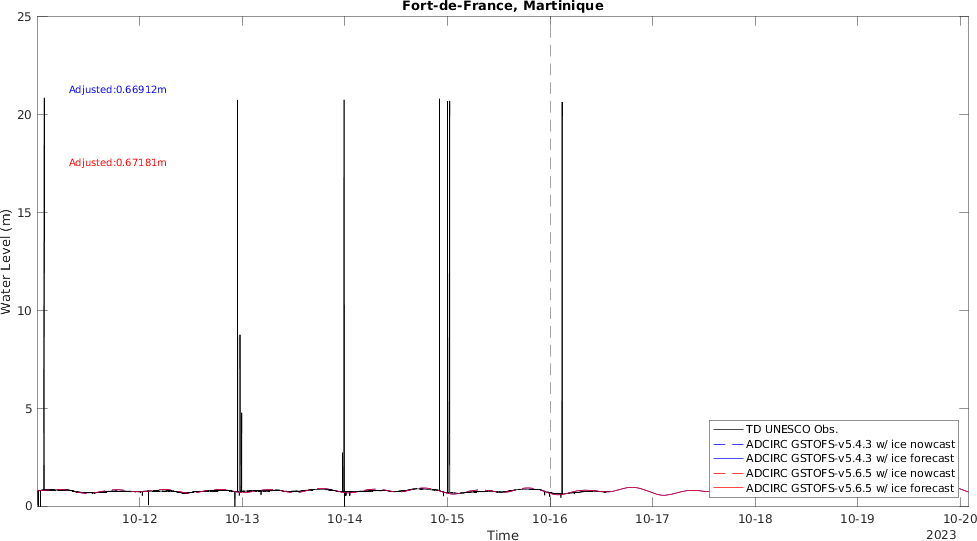 Fort-de-France, Martinique
25
20
15
10
5
0
Water Level (m)
Adjusted:0.66912m
Adjusted:0.67181m
TD UNESCO Obs.
ADCIRC GSTOFS-v5.4.3 w/ ice nowcast
ADCIRC GSTOFS-v5.4.3 w/ ice forecast
ADCIRC GSTOFS-v5.6.5 w/ ice nowcast
ADCIRC GSTOFS-v5.6.5 w/ ice forecast
10-12 10-13 10-14 10-15 10-16 10-17 10-18 10-19 10-20
Time
2023